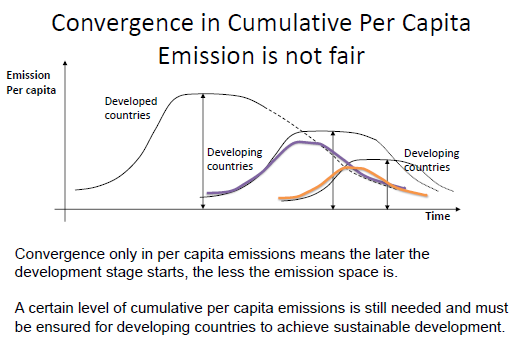 Convergence in Cumulative Per Capita
Emission is not fair
Emission
Per capita
Developed
countries
Developing
countries
Developing
countries
Time
Convergence only in per capita emissions means the later the
development stage starts, the less the emission space is.
A certain level of cumulative per capita emissions is still needed and must
be ensured for developing countries to achieve sustainable development.